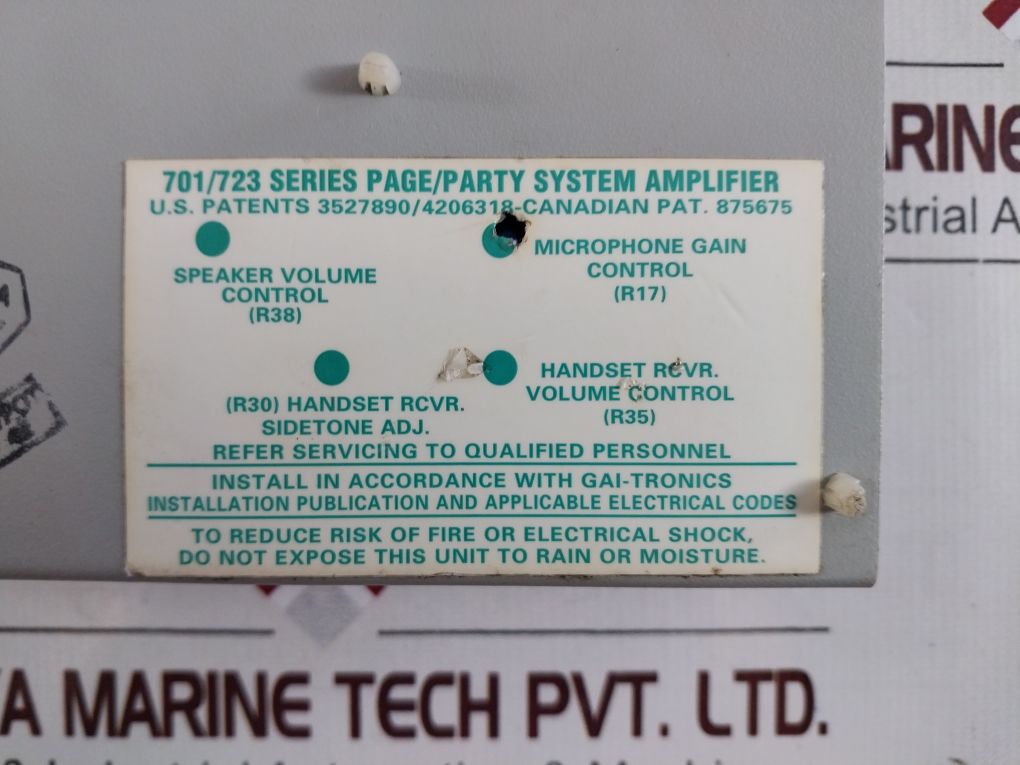 701/723 SERIES PAGE/PARTY SYSTEM AMPLIFIER
U.S. PATENTS 3527890/4206318-CANADIAN PAT. 875675
SPEAKER VOLUME
CONTROL
(R38)
MICROPHONE GAIN
CONTROL
(R17)
(R30) HANDSET RCVR.
SIDETONE ADJ.
HANDSET RCVR.
VOLUME CONTROL
(R35)
REFER SERVICING TO QUALIFIED PERSONNEL
INSTALL IN ACCORDANCE WITH GAI-TRONICS
INSTALLATION PUBLICATION AND APPLICABLE ELECTRICAL CODES
TO REDUCE RISK OF FIRE OR ELECTRICAL SHOCK,
DO NOT EXPOSE THIS UNIT TO RAIN OR MOISTURE.
ARINE
strial A
YA MARINE TECH PVT. LTD.